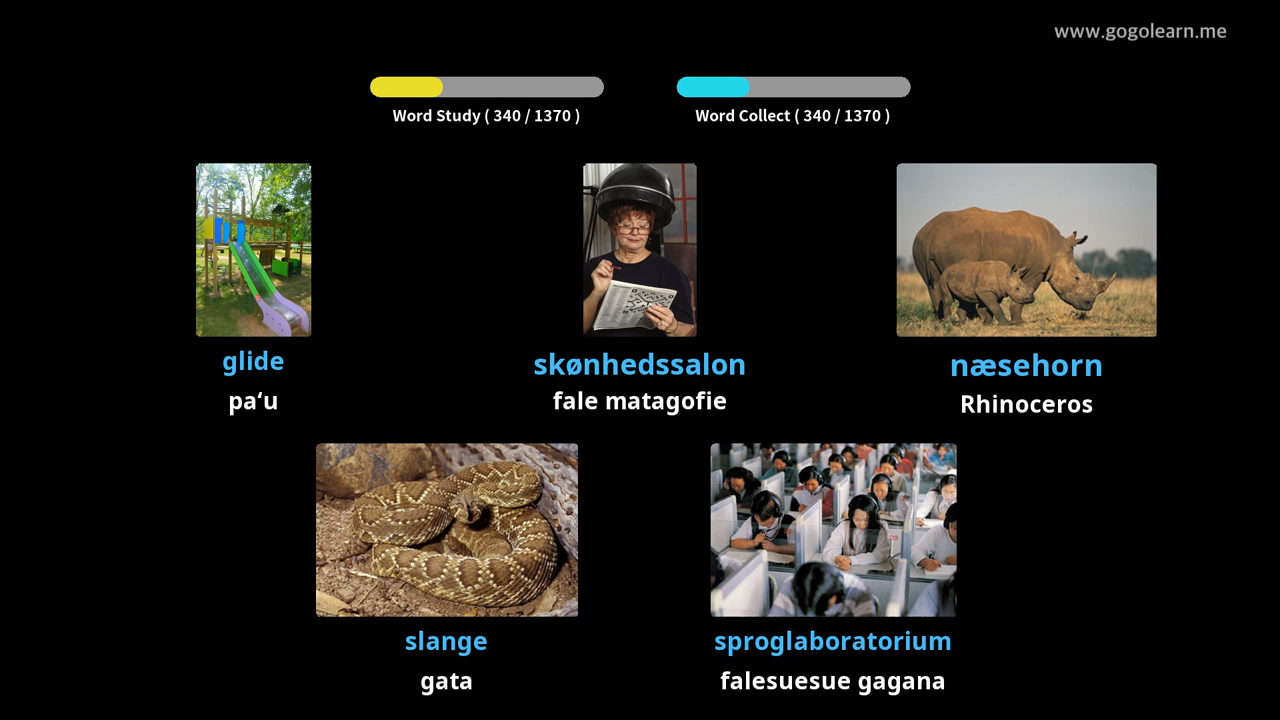 www.gogolearn.me
Word Study ( 340 / 1370 )
Word Collect ( 340 / 1370 )
glide
paʻu
skønhedssalon
fale matagofie
næsehorn
Rhinoceros
slange
gata
sproglaboratorium
falesuesue gagana